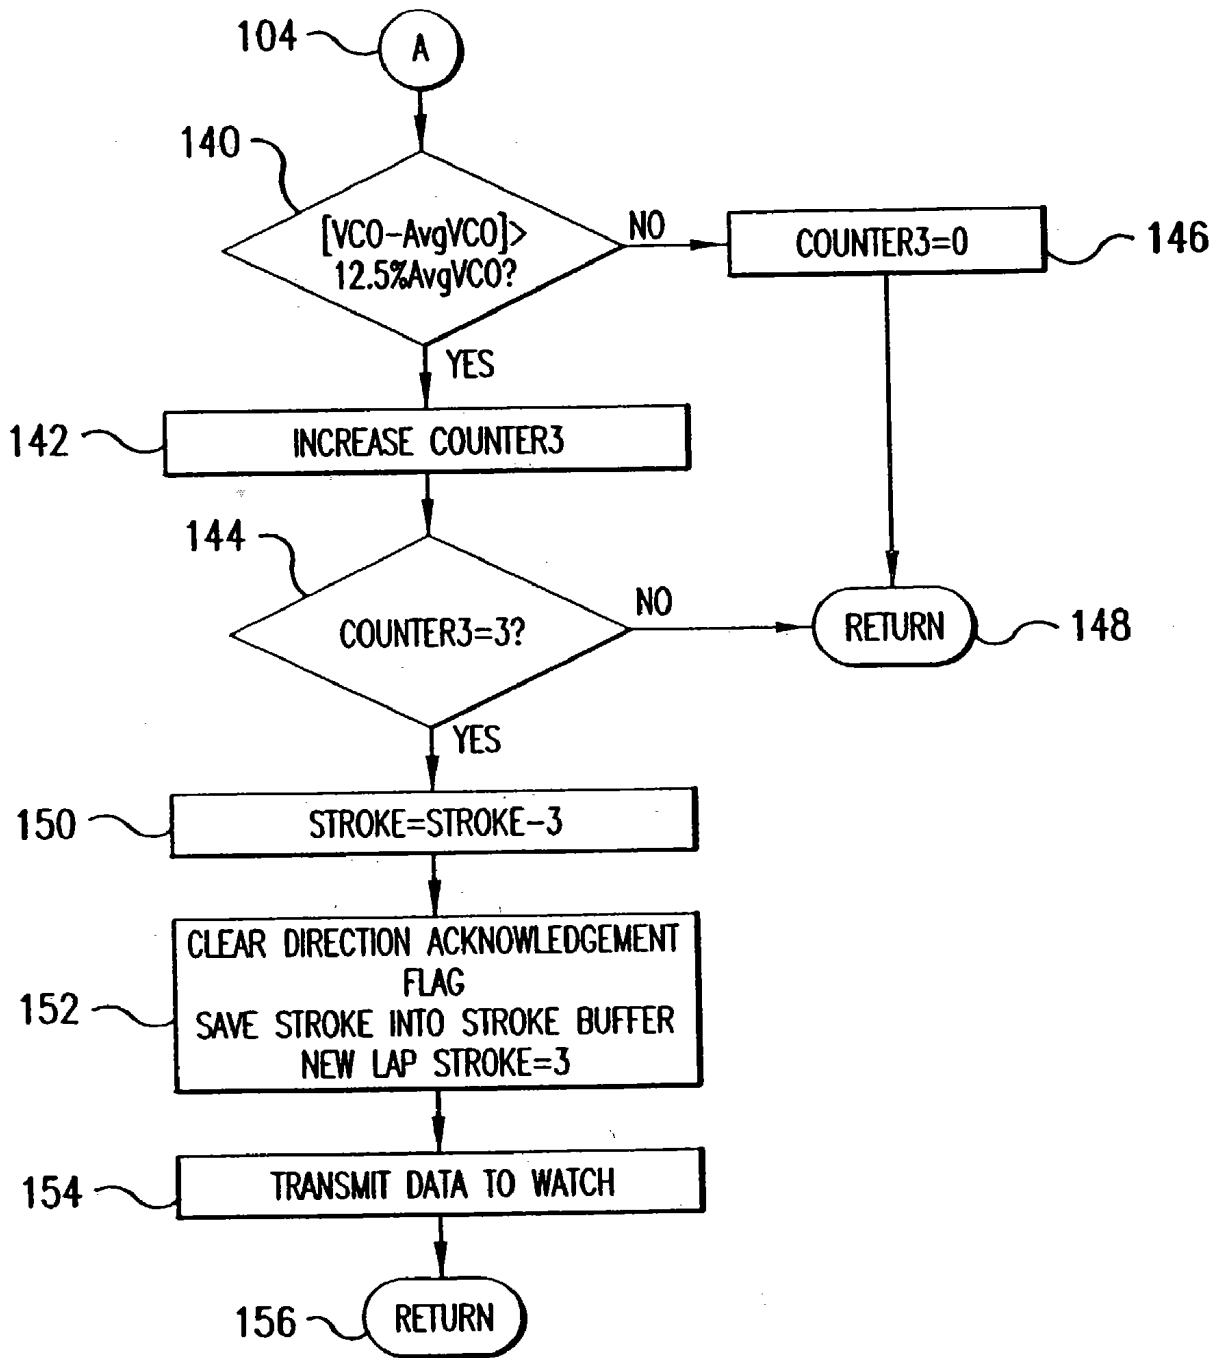 104
A
140
[VCO-AvgVCO]>
12.5%AvgVCO?
NO
COUNTER3=0
146
YES
142
INCREASE COUNTER3
144
COUNTER3=3?
NO
RETURN
148
YES
150
STROKE=STROKE-3
152
CLEAR DIRECTION ACKNOWLEDGEMENT
FLAG
SAVE STROKE INTO STROKE BUFFER
NEW LAP STROKE=3
154
TRANSMIT DATA TO WATCH
156
RETURN